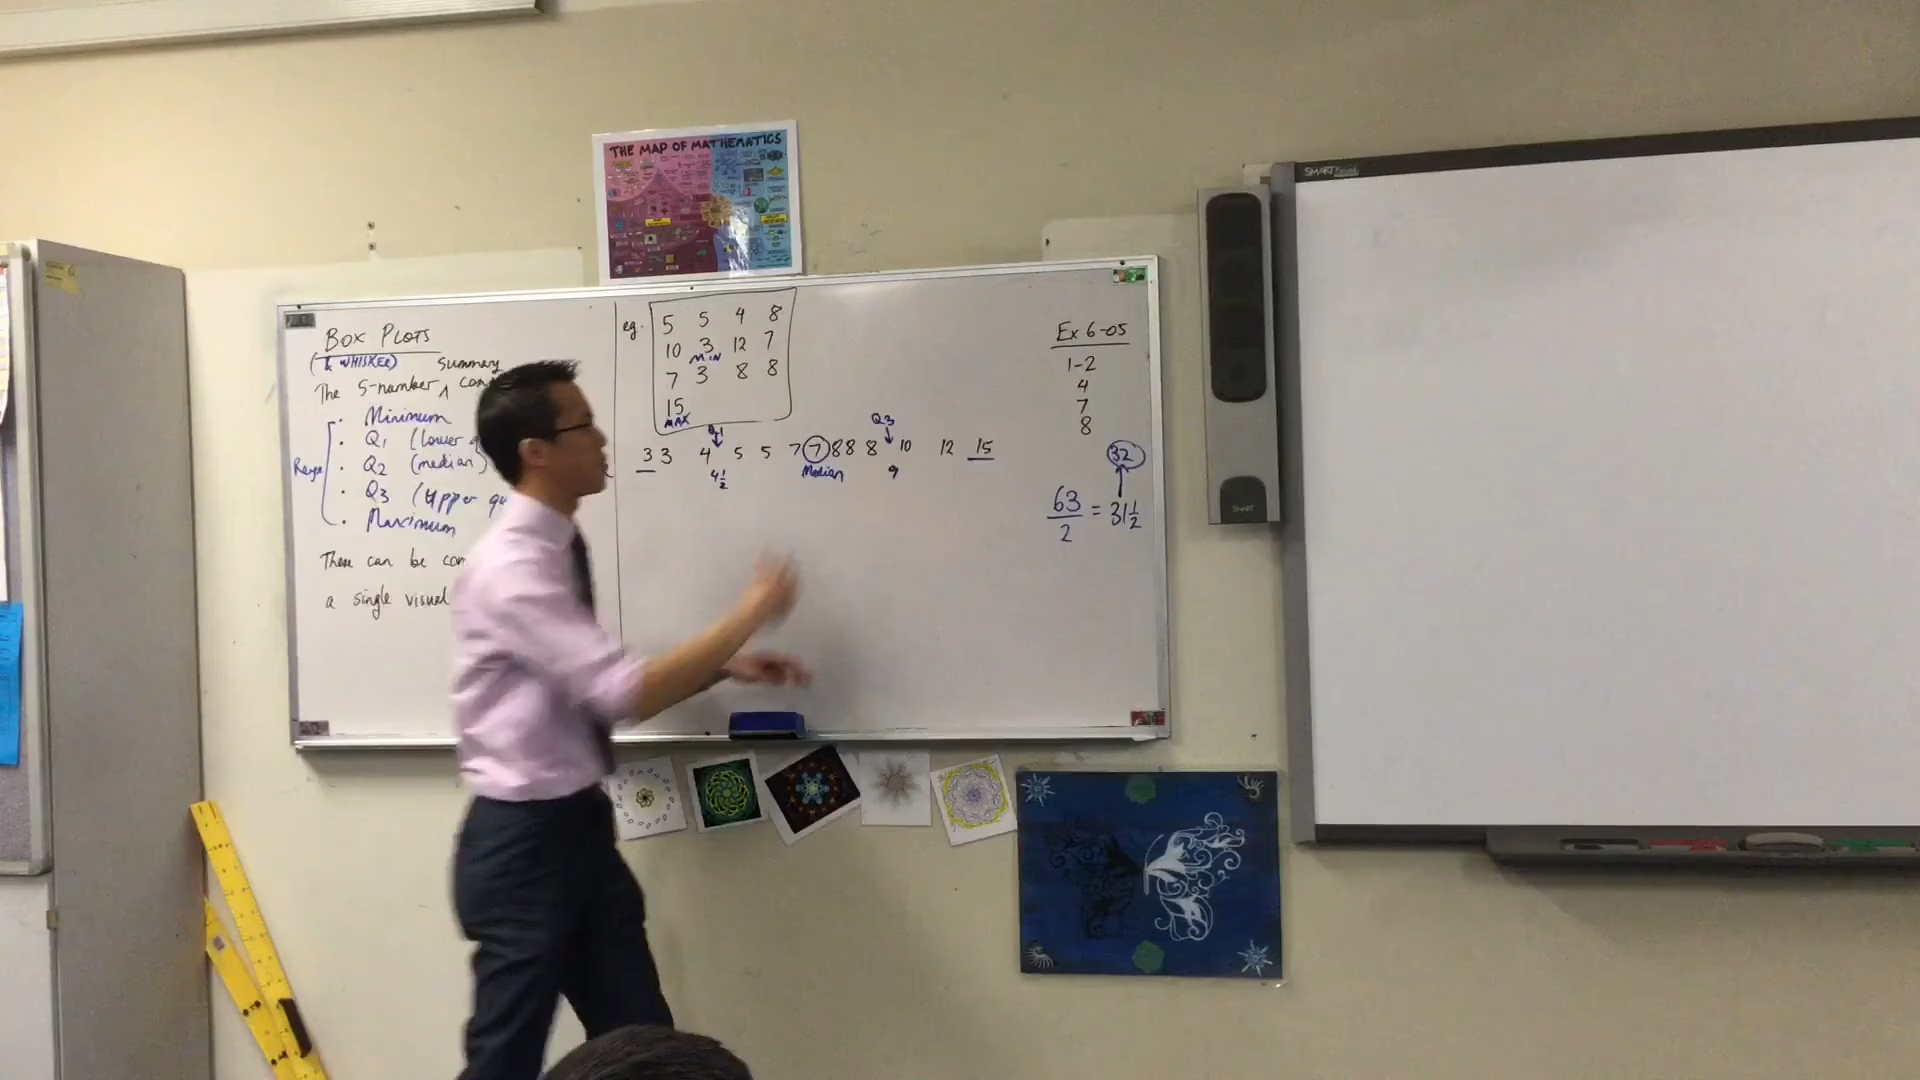 THE MAP OF MATHEMATICS
SMART
BOX PLOTS
(& WHISKER)
summary
The 5-number ^
Minimum
Q1 (lower
Q2 (median)
Q3 (upper
Maximum
Range
These can be
a single visual
eg.
5 5 4 8
10 3 12 7
MIN
7 3 8 8
15
MAX
Q1
Q3
3 3 4 5 5 7 7 8 8 8 10 12 15
4½
Median
9
Ex 6-05
1-2
4
7
8
32
63/2 = 31½
SMART